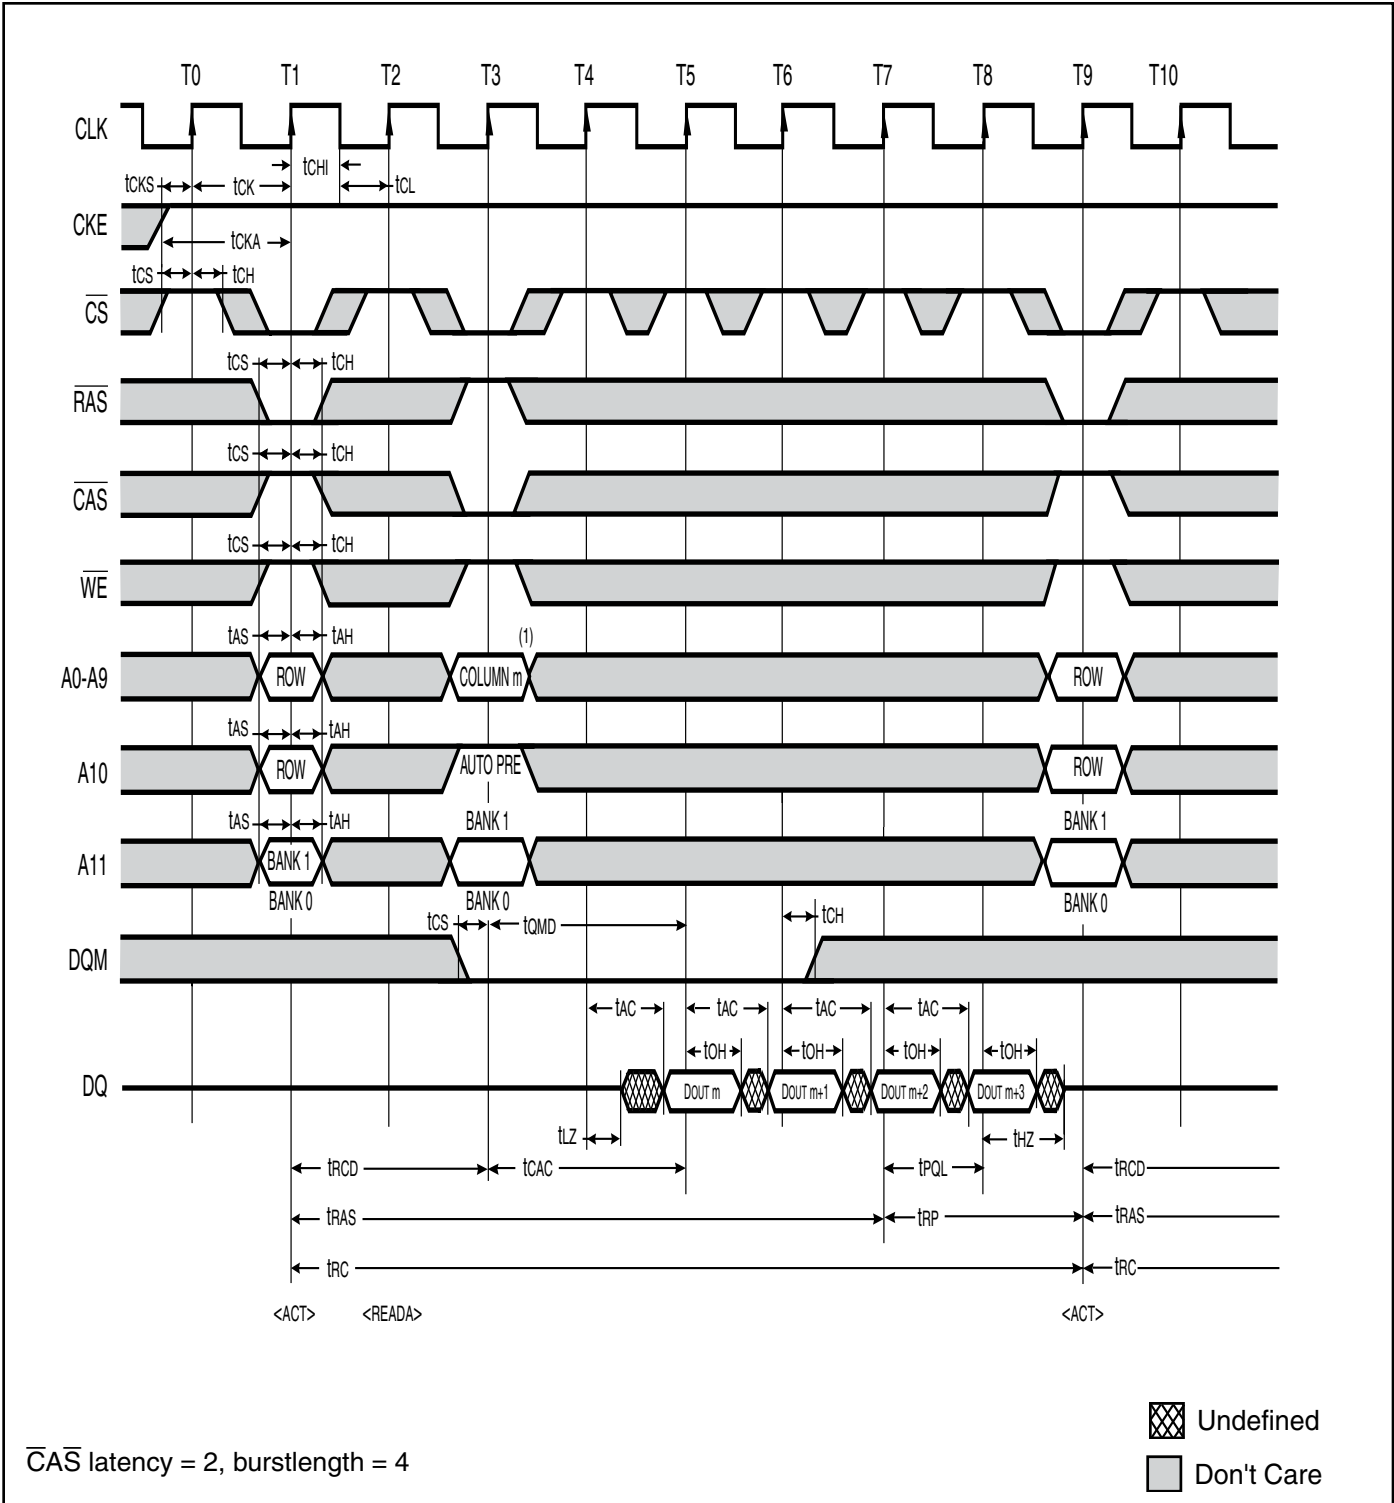 T0 T1 T2 T3 T4 T5 T6 T7 T8 T9 T10
CLK
tCHI
tCKS tCK tCL
CKE
tCKA
tCS tCH
CS
tCS tCH
RAS
tCS tCH
CAS
tCS tCH
WE
tAS tAH (1)
A0-A9 ROW COLUMN m ROW
tAS tAH
A10 ROW AUTO PRE ROW
tAS tAH BANK 1 BANK 1
A11 BANK 1
BANK 0 BANK 0 BANK 0
tCS tQMD tCH
DQM
tAC tAC tAC tAC
tOH tOH tOH tOH
DQ DOUT m DOUT m+1 DOUT m+2 DOUT m+3
tLZ tHZ
tRCD tCAC tPQL tRCD
tRAS tRP tRAS
tRC tRC
<ACT> <READA> <ACT>
Undefined
CAS latency = 2, burstlength = 4
Don't Care